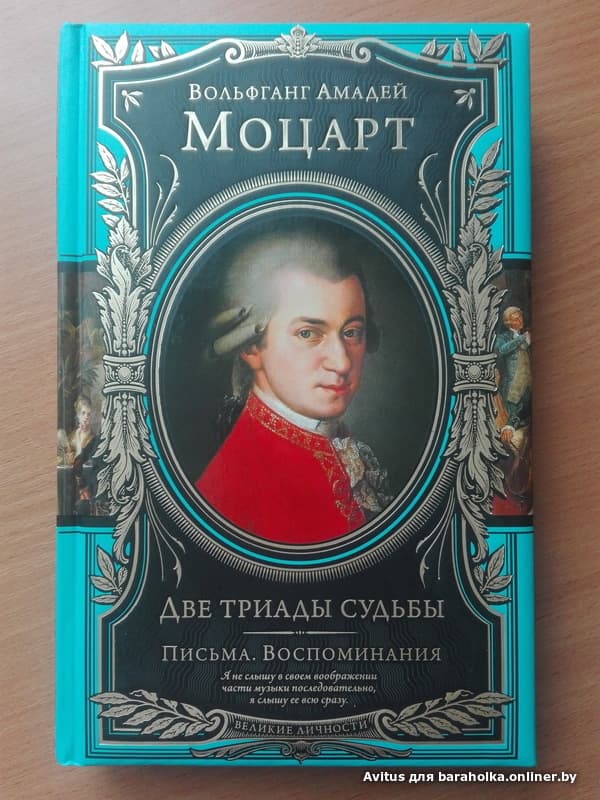 Вольфганг Амадей
Моцарт
Две триады судьбы
Письма. Воспоминания
Я не слышу в своем воображении
части музыки последовательно,
я слышу ее всю сразу.
ВЕЛИКИЕ ЛИЧНОСТИ
Avitus для baraholka.onliner.by